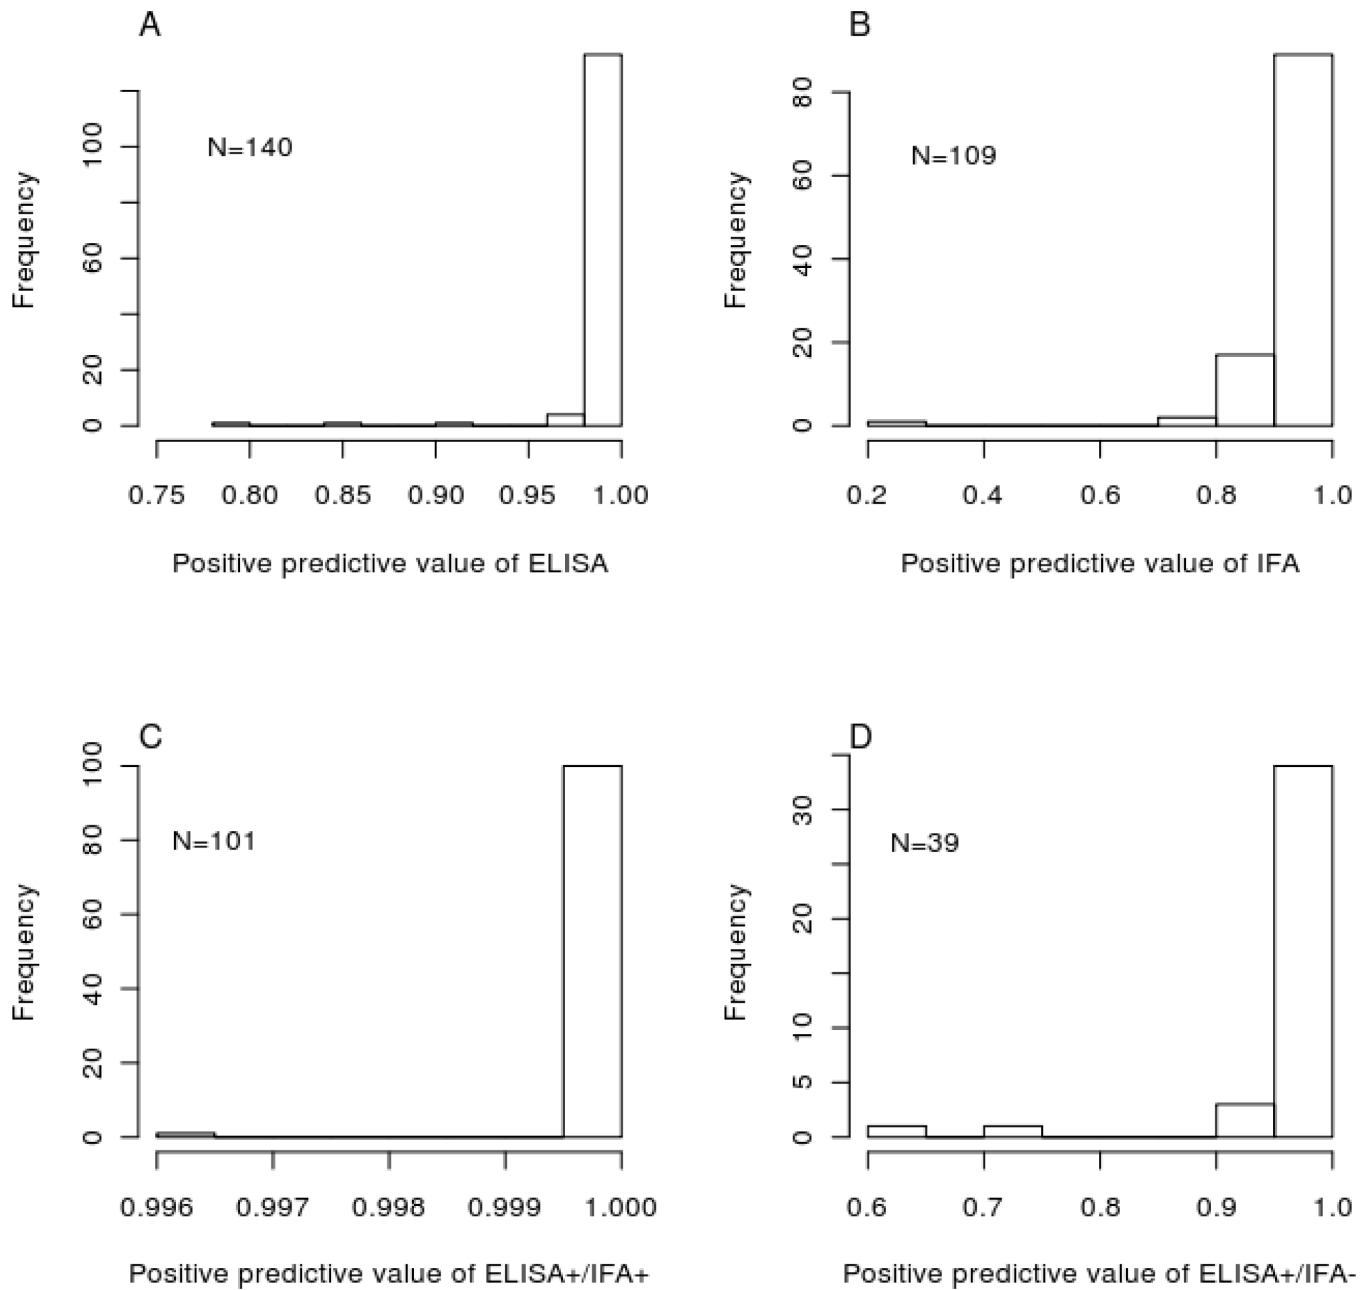 A
Frequency
0
20
60
100
N=140
0.75 0.80 0.85 0.90 0.95 1.00
Positive predictive value of ELISA
B
Frequency
0
20
40
60
80
N=109
0.2 0.4 0.6 0.8 1.0
Positive predictive value of IFA
C
Frequency
0
20
40
60
80
100
N=101
0.996 0.997 0.998 0.999 1.000
Positive predictive value of ELISA+/IFA+
D
Frequency
0
5
10
20
30
N=39
0.6 0.7 0.8 0.9 1.0
Positive predictive value of ELISA+/IFA-